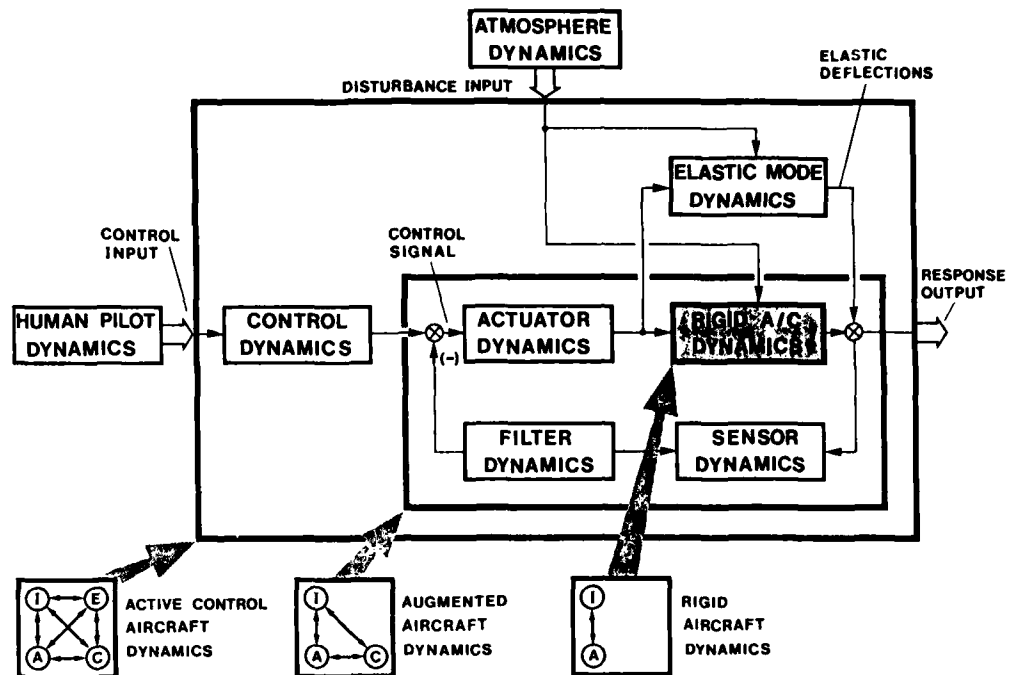 ATMOSPHERE
DYNAMICS
DISTURBANCE INPUT
ELASTIC
DEFLECTIONS
ELASTIC MODE
DYNAMICS
CONTROL
INPUT
CONTROL
SIGNAL
RESPONSE
OUTPUT
HUMAN PILOT
DYNAMICS
CONTROL
DYNAMICS
(-)
ACTUATOR
DYNAMICS
RIGID A/C
DYNAMICS
FILTER
DYNAMICS
SENSOR
DYNAMICS
I E
A C
ACTIVE CONTROL
AIRCRAFT
DYNAMICS
I
A C
AUGMENTED
AIRCRAFT
DYNAMICS
I
A
RIGID
AIRCRAFT
DYNAMICS